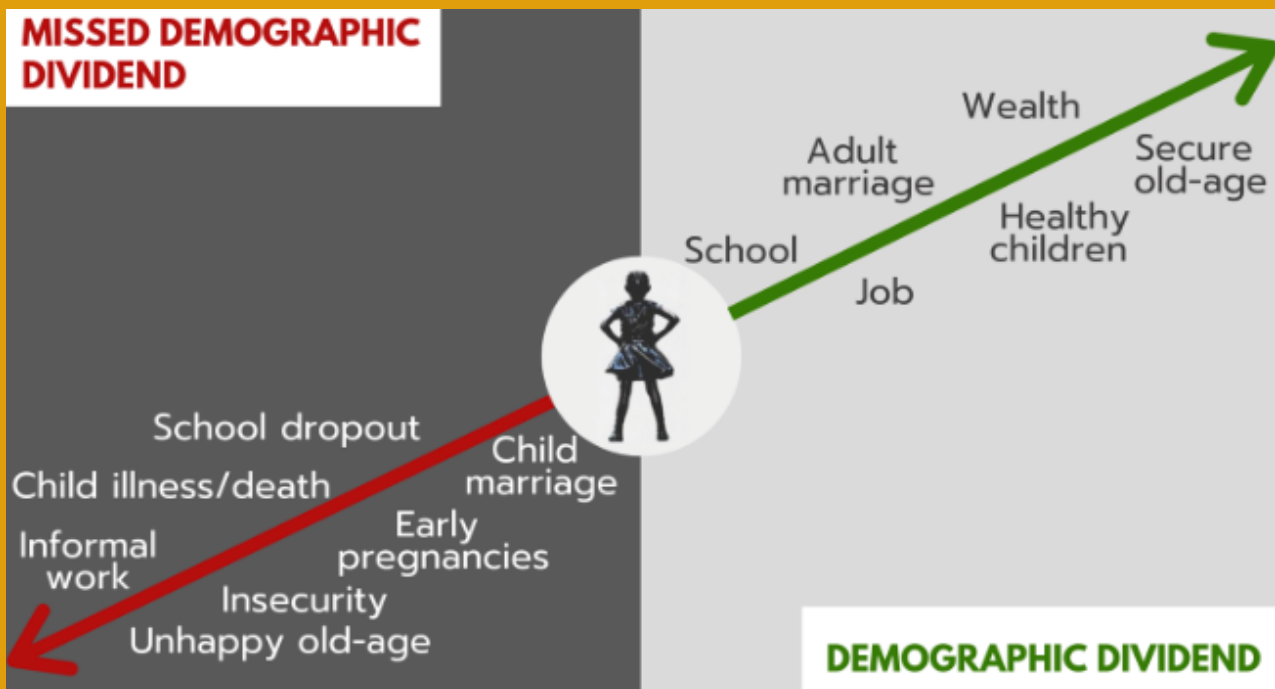 MISSED DEMOGRAPHIC
DIVIDEND
Wealth
Adult
marriage
Secure
old-age
Healthy
children
School
Job
School dropout
Child
marriage
Child illness/death
Early
pregnancies
Informal
work
Insecurity
Unhappy old-age
DEMOGRAPHIC DIVIDEND